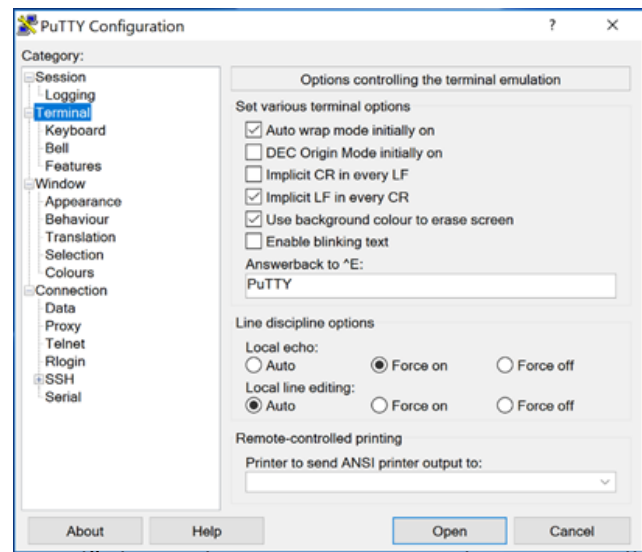 PuTTY Configuration ? ×
Category:
Session
Logging
Terminal
Keyboard
Bell
Features
Window
Appearance
Behaviour
Translation
Selection
Colours
Connection
Data
Proxy
Telnet
Rlogin
SSH
Serial
Options controlling the terminal emulation
Set various terminal options
Auto wrap mode initially on
DEC Origin Mode initially on
Implicit CR in every LF
Implicit LF in every CR
Use background colour to erase screen
Enable blinking text
Answerback to ^E:
PuTTY
Line discipline options
Local echo:
Auto Force on Force off
Local line editing:
Auto Force on Force off
Remote-controlled printing
Printer to send ANSI printer output to:
About Help Open Cancel